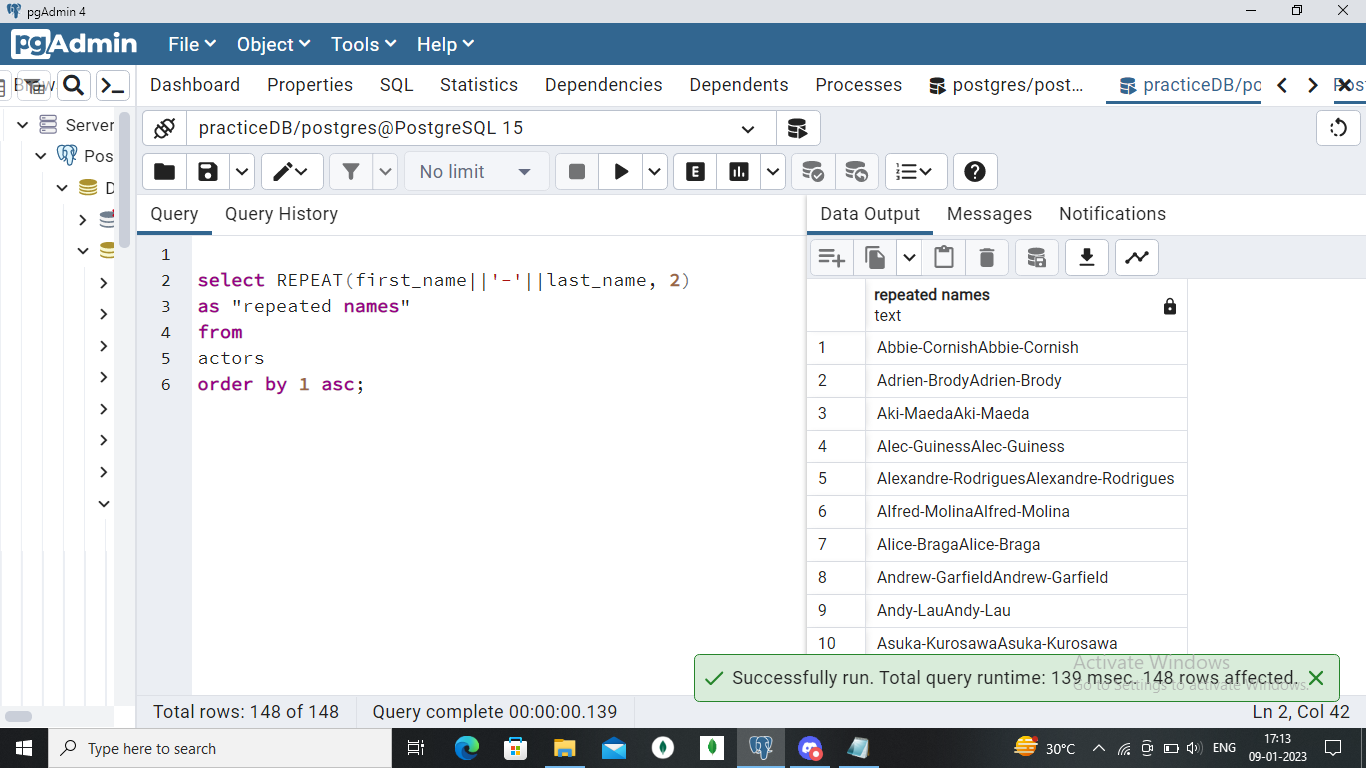 pgAdmin 4
pgAdmin File Object Tools Help
Dashboard Properties SQL Statistics Dependencies Dependents Processes postgres/post... practiceDB/po
Server
Pos
D
practiceDB/postgres@PostgreSQL 15
No limit
E
Query Query History
1
2 select REPEAT(first_name||'-'||last_name, 2)
3 as "repeated names"
4 from
5 actors
6 order by 1 asc;
Data Output Messages Notifications
repeated names
text
1 Abbie-CornishAbbie-Cornish
2 Adrien-BrodyAdrien-Brody
3 Aki-MaedaAki-Maeda
4 Alec-GuinessAlec-Guiness
5 Alexandre-RodriguesAlexandre-Rodrigues
6 Alfred-MolinaAlfred-Molina
7 Alice-BragaAlice-Braga
8 Andrew-GarfieldAndrew-Garfield
9 Andy-LauAndy-Lau
10 Asuka-KurosawaAsuka-Kurosawa
Activate Windows
Successfully run. Total query runtime: 139 msec. 148 rows affected.
Go to Settings to activate Windows.
Total rows: 148 of 148 Query complete 00:00:00.139 Ln 2, Col 42
Type here to search
30°C ENG
17:13
09-01-2023